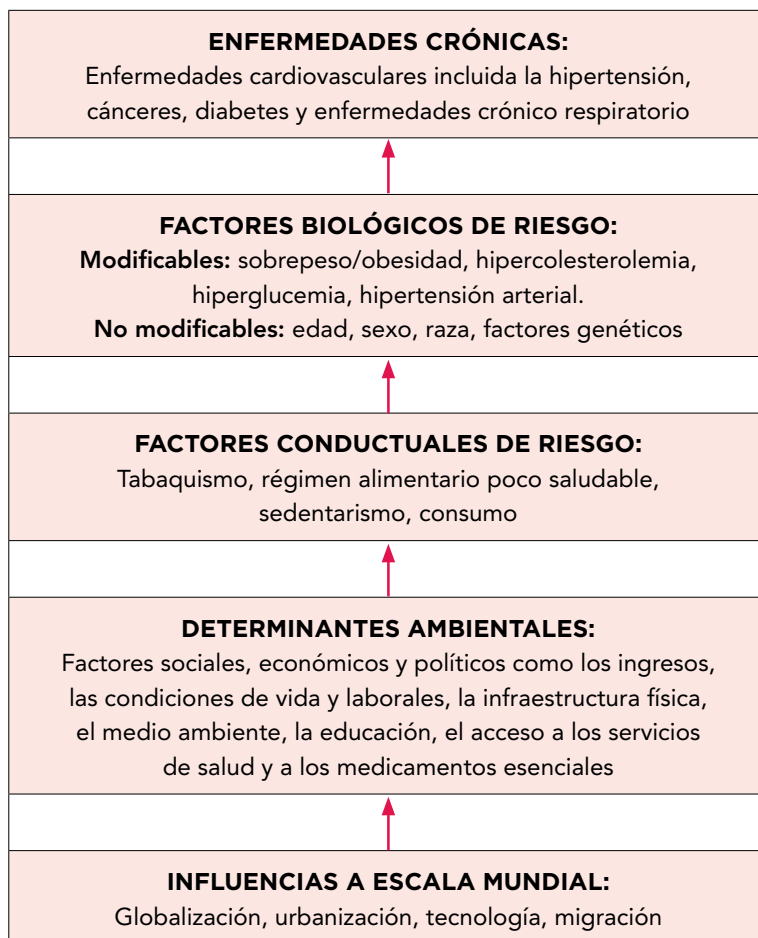 ENFERMEDADES CRÓNICAS:
Enfermedades cardiovasculares incluida la hipertensión,
cánceres, diabetes y enfermedades crónico respiratorio
FACTORES BIOLÓGICOS DE RIESGO:
Modificables: sobrepeso/obesidad, hipercolesterolemia,
hiperglucemia, hipertensión arterial.
No modificables: edad, sexo, raza, factores genéticos
FACTORES CONDUCTUALES DE RIESGO:
Tabaquismo, régimen alimentario poco saludable,
sedentarismo, consumo
DETERMINANTES AMBIENTALES:
Factores sociales, económicos y políticos como los ingresos,
las condiciones de vida y laborales, la infraestructura física,
el medio ambiente, la educación, el acceso a los servicios
de salud y a los medicamentos esenciales
INFLUENCIAS A ESCALA MUNDIAL:
Globalización, urbanización, tecnología, migración